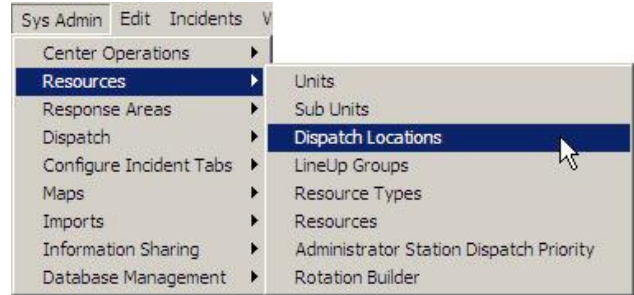 Sys Admin Edit Incidents
Center Operations
Resources
Response Areas
Dispatch
Configure Incident Tabs
Maps
Imports
Information Sharing
Database Management
Units
Sub Units
Dispatch Locations
LineUp Groups
Resource Types
Resources
Administrator Station Dispatch Priority
Rotation Builder